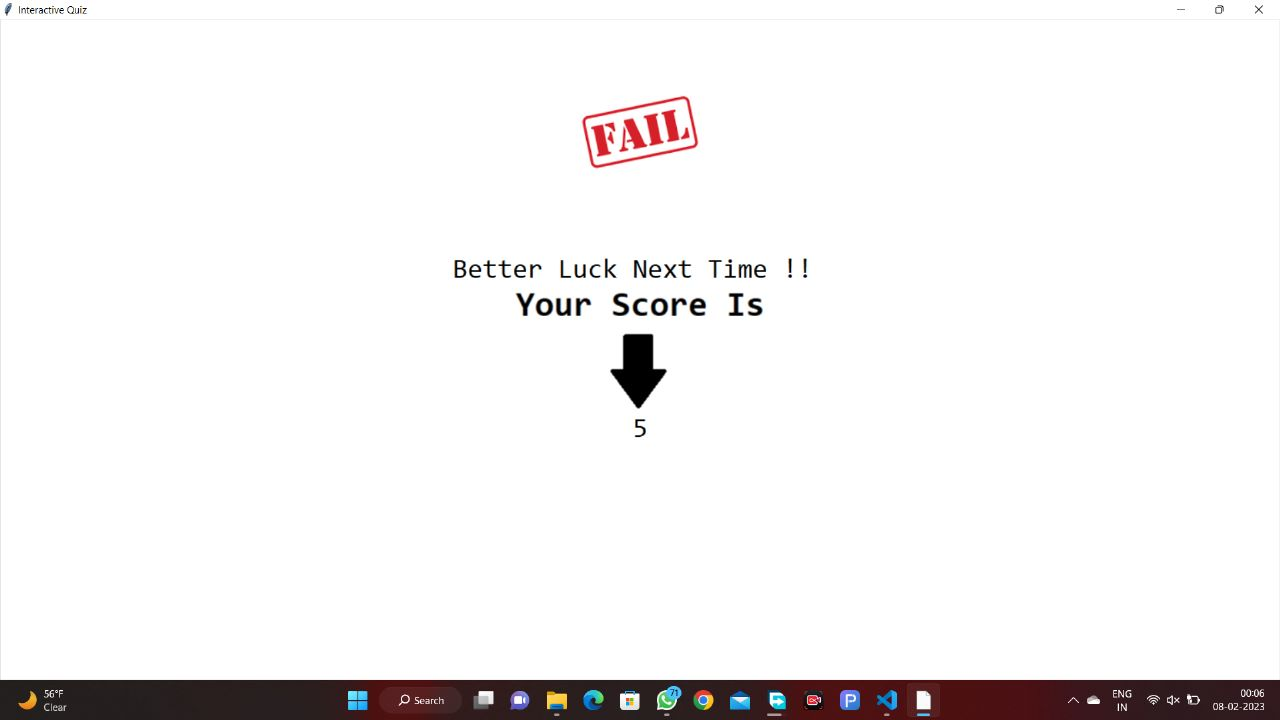 Interactive Quiz
FAIL
Better Luck Next Time !!
Your Score Is
5
56°F
Clear
Search
71
ENG
IN
00:06
08-02-2023